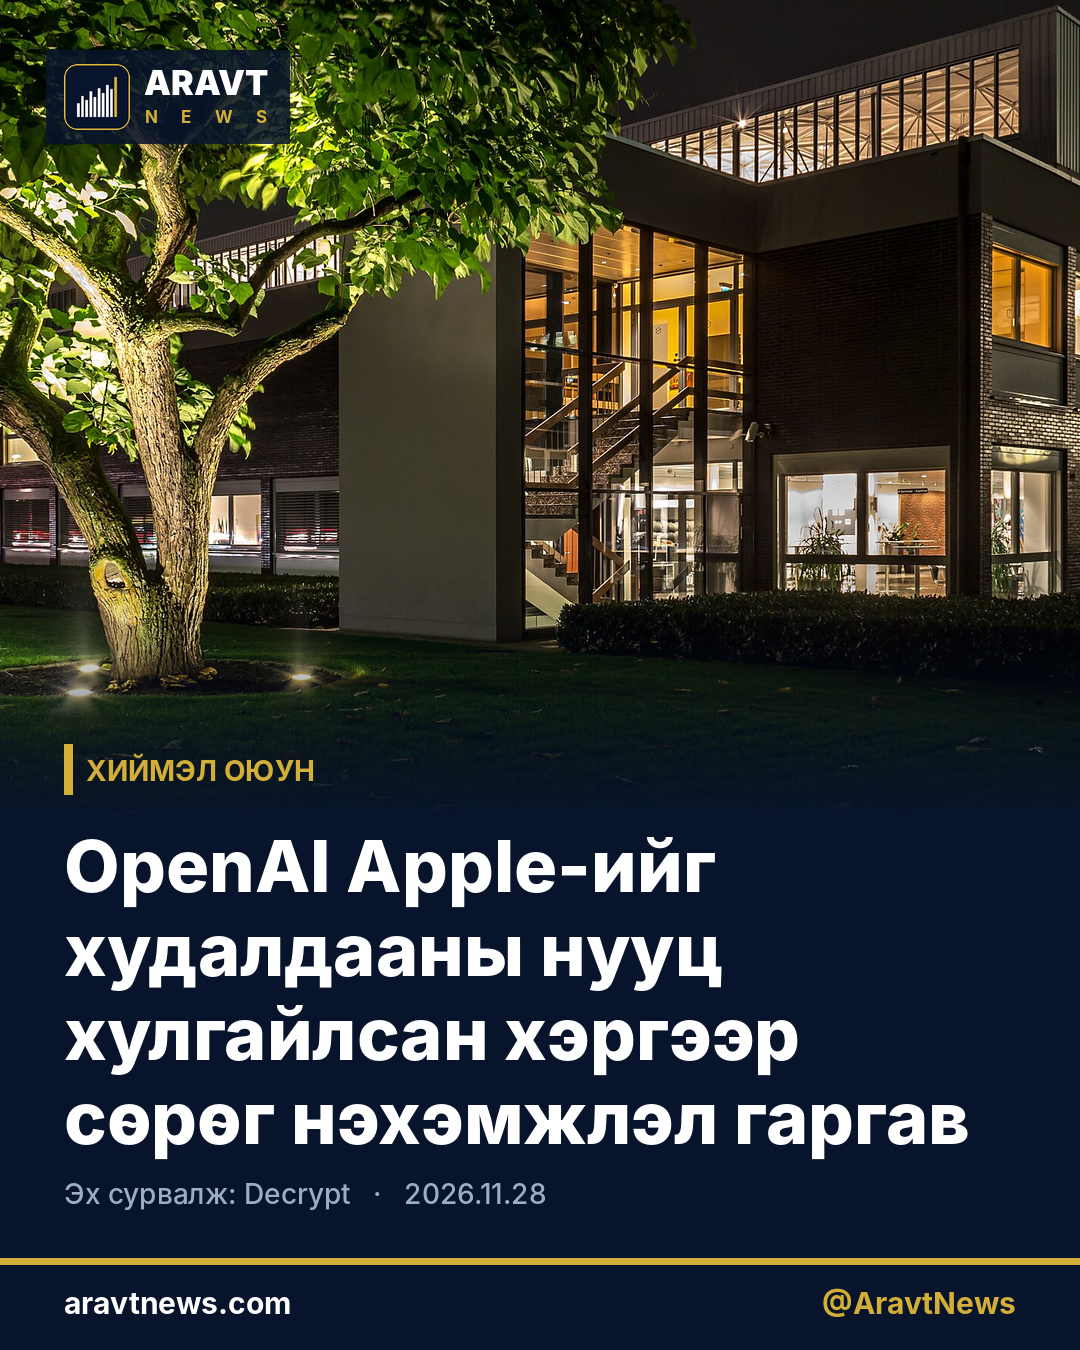 ARAVT
NEWS
ХИЙМЭЛ ОЮУН
OpenAI Apple-ийг
худалдааны нууц
хулгайлсан хэргээр
сөрөг нэхэмжлэл гаргав
Эх сурвалж: Decrypt · 2026.11.28
aravtnews.com
@AravtNews